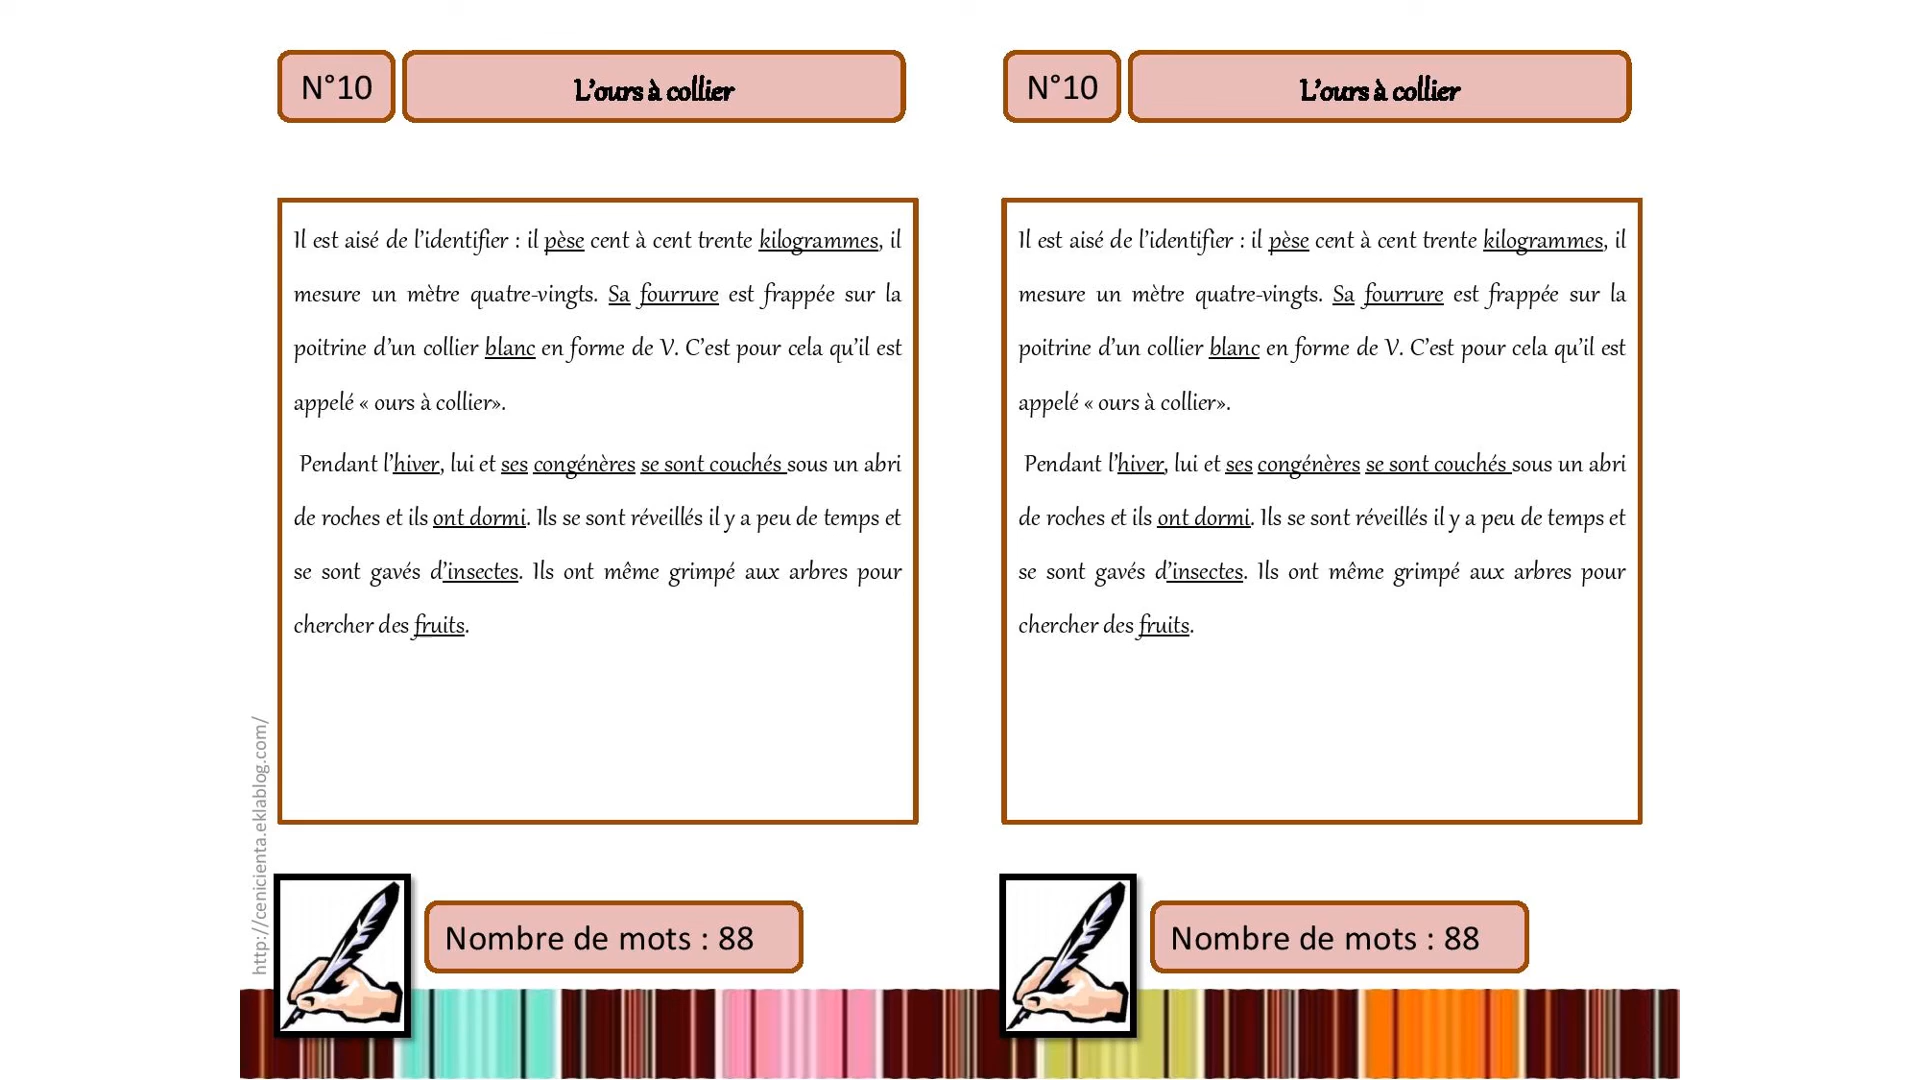 N°10
L'ours à collier
Il est aisé de l'identifier : il pèse cent à cent trente kilogrammes, il
mesure un mètre quatre-vingts. Sa fourrure est frappée sur la
poitrine d'un collier blanc en forme de V. C'est pour cela qu'il est
appelé « ours à collier».
Pendant l'hiver, lui et ses congénères se sont couchés sous un abri
de roches et ils ont dormi. Ils se sont réveillés il y a peu de temps et
se sont gavés d'insectes. Ils ont même grimpé aux arbres pour
chercher des fruits.
http://cenicienta.eklablog.com/
Nombre de mots : 88
N°10
L'ours à collier
Il est aisé de l'identifier : il pèse cent à cent trente kilogrammes, il
mesure un mètre quatre-vingts. Sa fourrure est frappée sur la
poitrine d'un collier blanc en forme de V. C'est pour cela qu'il est
appelé « ours à collier».
Pendant l'hiver, lui et ses congénères se sont couchés sous un abri
de roches et ils ont dormi. Ils se sont réveillés il y a peu de temps et
se sont gavés d'insectes. Ils ont même grimpé aux arbres pour
chercher des fruits.
Nombre de mots : 88